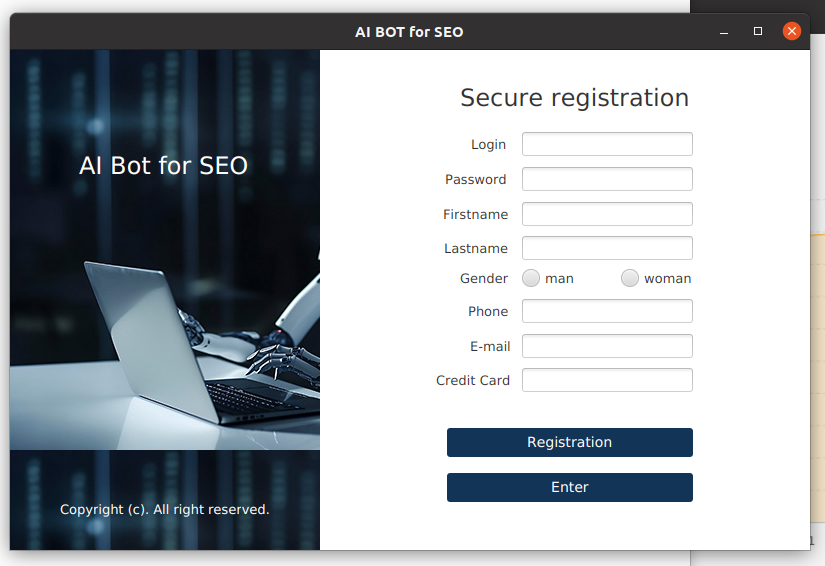 AI BOT for SEO
AI Bot for SEO
Copyright (c). All right reserved.
Secure registration
Login
Password
Firstname
Lastname
Gender man woman
Phone
E-mail
Credit Card
Registration
Enter